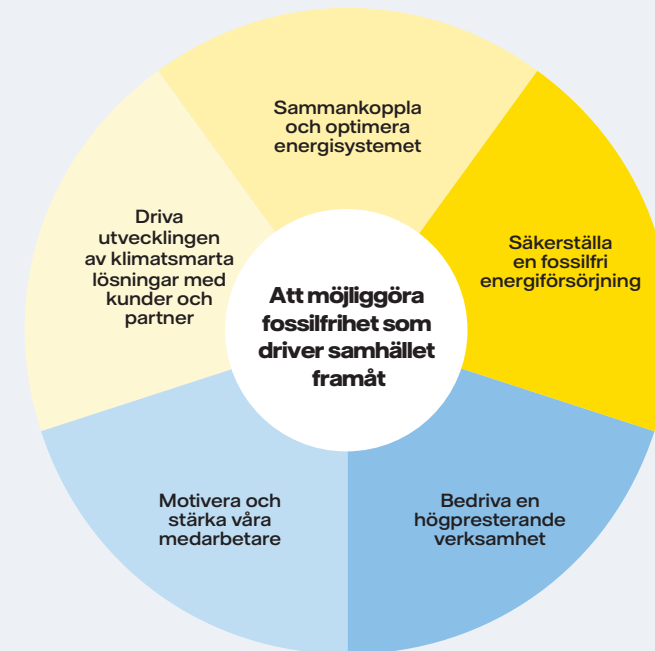 Sammankoppla
och optimera
energisystemet
Säkerställa
en fossilfri
energiförsörjning
Driva
utvecklingen
av klimatsmarta
lösningar med
kunder och
partner
Att möjliggöra
fossilfrihet som
driver samhället
framåt
Motivera och
stärka våra
medarbetare
Bedriva en
högpresterande
verksamhet